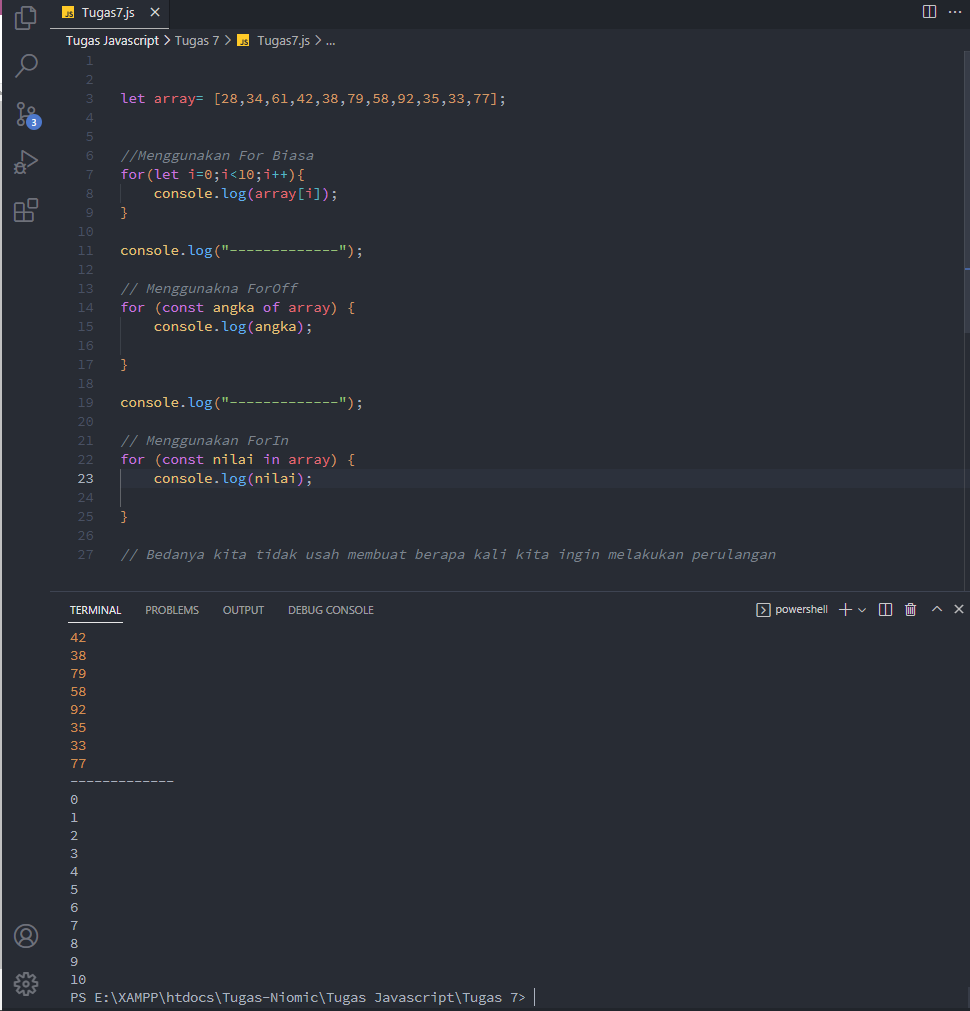 JS Tugas7.js ×
Tugas Javascript > Tugas 7 > JS Tugas7.js > ...
3
1
2
3 let array= [28,34,61,42,38,79,58,92,35,33,77];
4
5
6 //Menggunakan For Biasa
7 for(let i=0;i<10;i++){
8 console.log(array[i]);
9 }
10
11 console.log("-------------");
12
13 // Menggunakna ForOff
14 for (const angka of array) {
15 console.log(angka);
16
17 }
18
19 console.log("-------------");
20
21 // Menggunakan ForIn
22 for (const nilai in array) {
23 console.log(nilai);
24
25 }
26
27 // Bedanya kita tidak usah membuat berapa kali kita ingin melakukan perulangan
TERMINAL PROBLEMS OUTPUT DEBUG CONSOLE powershell
42
38
79
58
92
35
33
77
-------------
0
1
2
3
4
5
6
7
8
9
10
PS E:\XAMPP\htdocs\Tugas-Niomic\Tugas Javascript\Tugas 7>